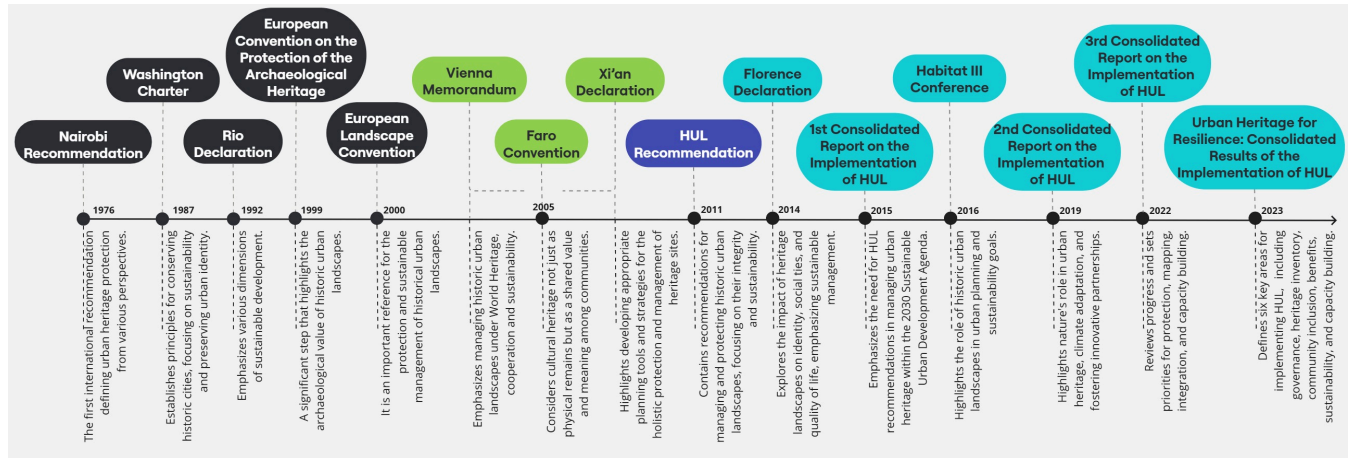 Nairobi
Recommendation
Washington
Charter
Rio
Declaration
European
Convention on the
Protection of the
Archaeological
Heritage
European
Landscape
Convention
Vienna
Memorandum
Faro
Convention
Xi'an
Declaration
HUL
Recommendation
Florence
Declaration
1st Consolidated
Report on the
Implementation
of HUL
Habitat III
Conference
2nd Consolidated
Report on the
Implementation
of HUL
3rd Consolidated
Report on the
Implementation
of HUL
Urban Heritage for
Resilience: Consolidated
Results of the
Implementation of HUL
1976
1987
1992
1999
2000
2005
2011
2014
2015
2016
2019
2022
2023
The first international recommendation
defining urban heritage protection
from various perspectives.
Establishes principles for conserving
historic cities, focusing on sustainability
and preserving urban identity.
Emphasizes various dimensions
of sustainable development.
A significant step that highlights the
archaeological value of historic urban
landscapes.
It is an important reference for the
protection and sustainable
management of historical urban
landscapes.
Emphasizes managing historic urban
landscapes under World Heritage,
cooperation and sustainability.
Considers cultural heritage not just as
physical remains but as a shared value
and meaning among communities.
Highlights developing appropriate
planning tools and strategies for the
holistic protection and management of
heritage sites.
Contains recommendations for
managing and protecting historic urban
landscapes, focusing on their integrity
and sustainability.
Explores the impact of heritage
landscapes on identity, social ties, and
quality of life, emphasizing sustainable
management.
Emphasizes the need for HUL
recommendations in managing urban
heritage within the 2030 Sustainable
Urban Development Agenda.
Highlights the role of historic urban
landscapes in urban planning and
sustainability goals.
Highlights nature's role in urban
heritage, climate adaptation, and
fostering innovative partnerships.
Reviews progress and sets
priorities for protection, mapping,
integration, and capacity building.
Defines six key areas for
implementing HUL, including
governance, heritage inventory,
community inclusion, benefits,
sustainability, and capacity building.